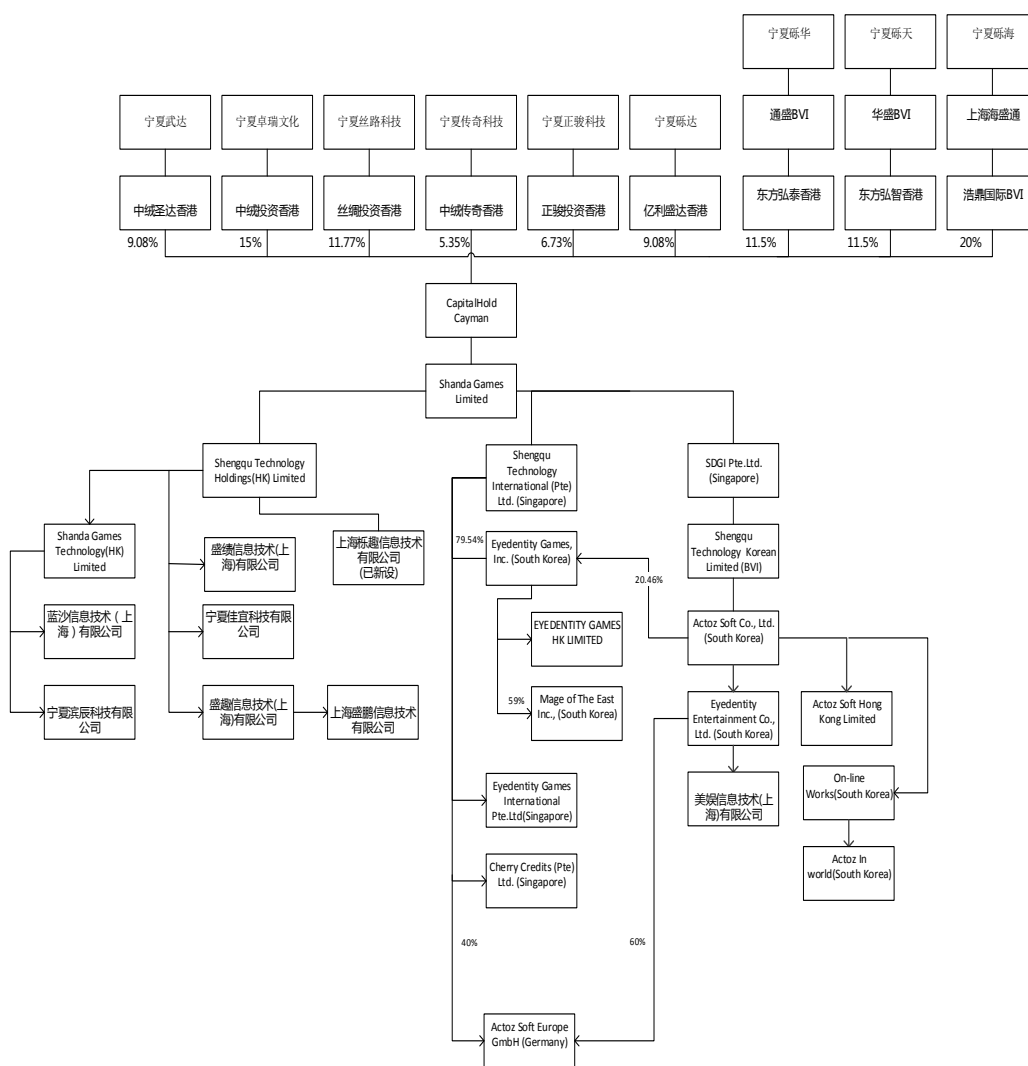 宁夏砾华
宁夏砾天
宁夏砾海
宁夏武达
宁夏卓瑞文化
宁夏丝路科技
宁夏传奇科技
宁夏正骏科技
宁夏砾达
通盛BVI
华盛BVI
上海海盛通
中绒圣达香港
中绒投资香港
丝绸投资香港
中绒传奇香港
正骏投资香港
亿利盛达香港
东方弘泰香港
东方弘智香港
浩鼎国际BVI
9.08%
15%
11.77%
5.35%
6.73%
9.08%
11.5%
11.5%
20%
CapitalHold
Cayman
Shanda Games
Limited
Shengqu Technology
Holdings(HK) Limited
Shengqu
Technology
International (Pte)
Ltd. (Singapore)
SDGI Pte.Ltd.
(Singapore)
Shanda Games
Technology(HK)
Limited
盛绩信息技术(上
海)有限公司
上海栎趣信息技术
有限公司
(已新设)
79.54%
Eyedentity Games,
Inc. (South Korea)
20.46%
Shengqu
Technology Korean
Limited (BVI)
蓝沙信息技术（上
海）有限公司
宁夏佳宜科技有限
公司
EYEDENTITY GAMES
HK LIMITED
Actoz Soft Co., Ltd.
(South Korea)
宁夏滨辰科技有限
公司
盛趣信息技术(上
海)有限公司
上海盛鹏信息技术
有限公司
59%
Mage of The East
Inc., (South Korea)
Eyedentity
Entertainment Co.,
Ltd. (South Korea)
Actoz Soft Hong
Kong Limited
Eyedentity Games
International
Pte.Ltd(Singapore)
美娱信息技术(上
海)有限公司
On-line
Works(South Korea)
Cherry Credits (Pte)
Ltd. (Singapore)
Actoz In
world(South Korea)
40%
60%
Actoz Soft Europe
GmbH (Germany)